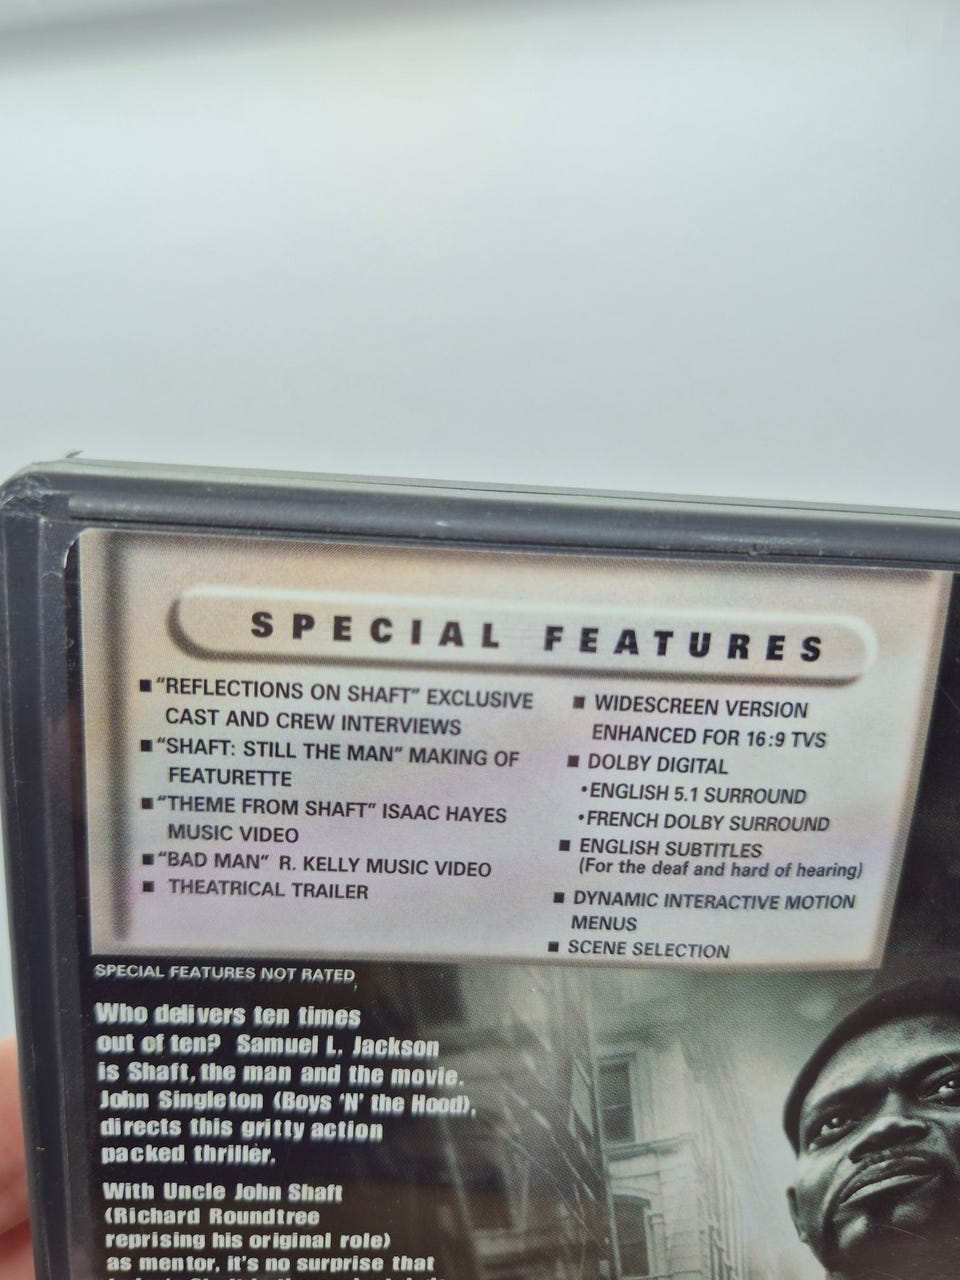 SPECIAL FEATURES
■ "REFLECTIONS ON SHAFT" EXCLUSIVE
CAST AND CREW INTERVIEWS
■ "SHAFT: STILL THE MAN" MAKING OF
FEATURETTE
■ "THEME FROM SHAFT" ISAAC HAYES
MUSIC VIDEO
■ "BAD MAN" R. KELLY MUSIC VIDEO
■ THEATRICAL TRAILER
■ WIDESCREEN VERSION
ENHANCED FOR 16:9 TVS
■ DOLBY DIGITAL
•ENGLISH 5.1 SURROUND
•FRENCH DOLBY SURROUND
■ ENGLISH SUBTITLES
(For the deaf and hard of hearing)
■ DYNAMIC INTERACTIVE MOTION
MENUS
■ SCENE SELECTION
SPECIAL FEATURES NOT RATED
Who delivers ten times
out of ten? Samuel L. Jackson
is Shaft, the man and the movie.
John Singleton (Boys 'N' the Hood),
directs this gritty action
packed thriller.
With Uncle John Shaft
(Richard Roundtree
reprising his original role)
as mentor, it's no surprise that